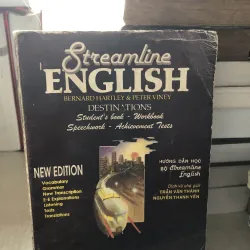 Streamline
ENGLISH
BERNARD HARTLEY & PETER VINEY
DESTINATIONS
Student's book - Workbook
Speechwork - Achievement Tests
NEW EDITION
Vocabulary
Grammar
New Transcription
Explanations
Listening
Tests
Translations
HƯỚNG DẪN HỌC
BỘ Streamline
English
Dịch và chú giải
TRẦN VĂN THÀNH
NGUYỄN THANH YẾN